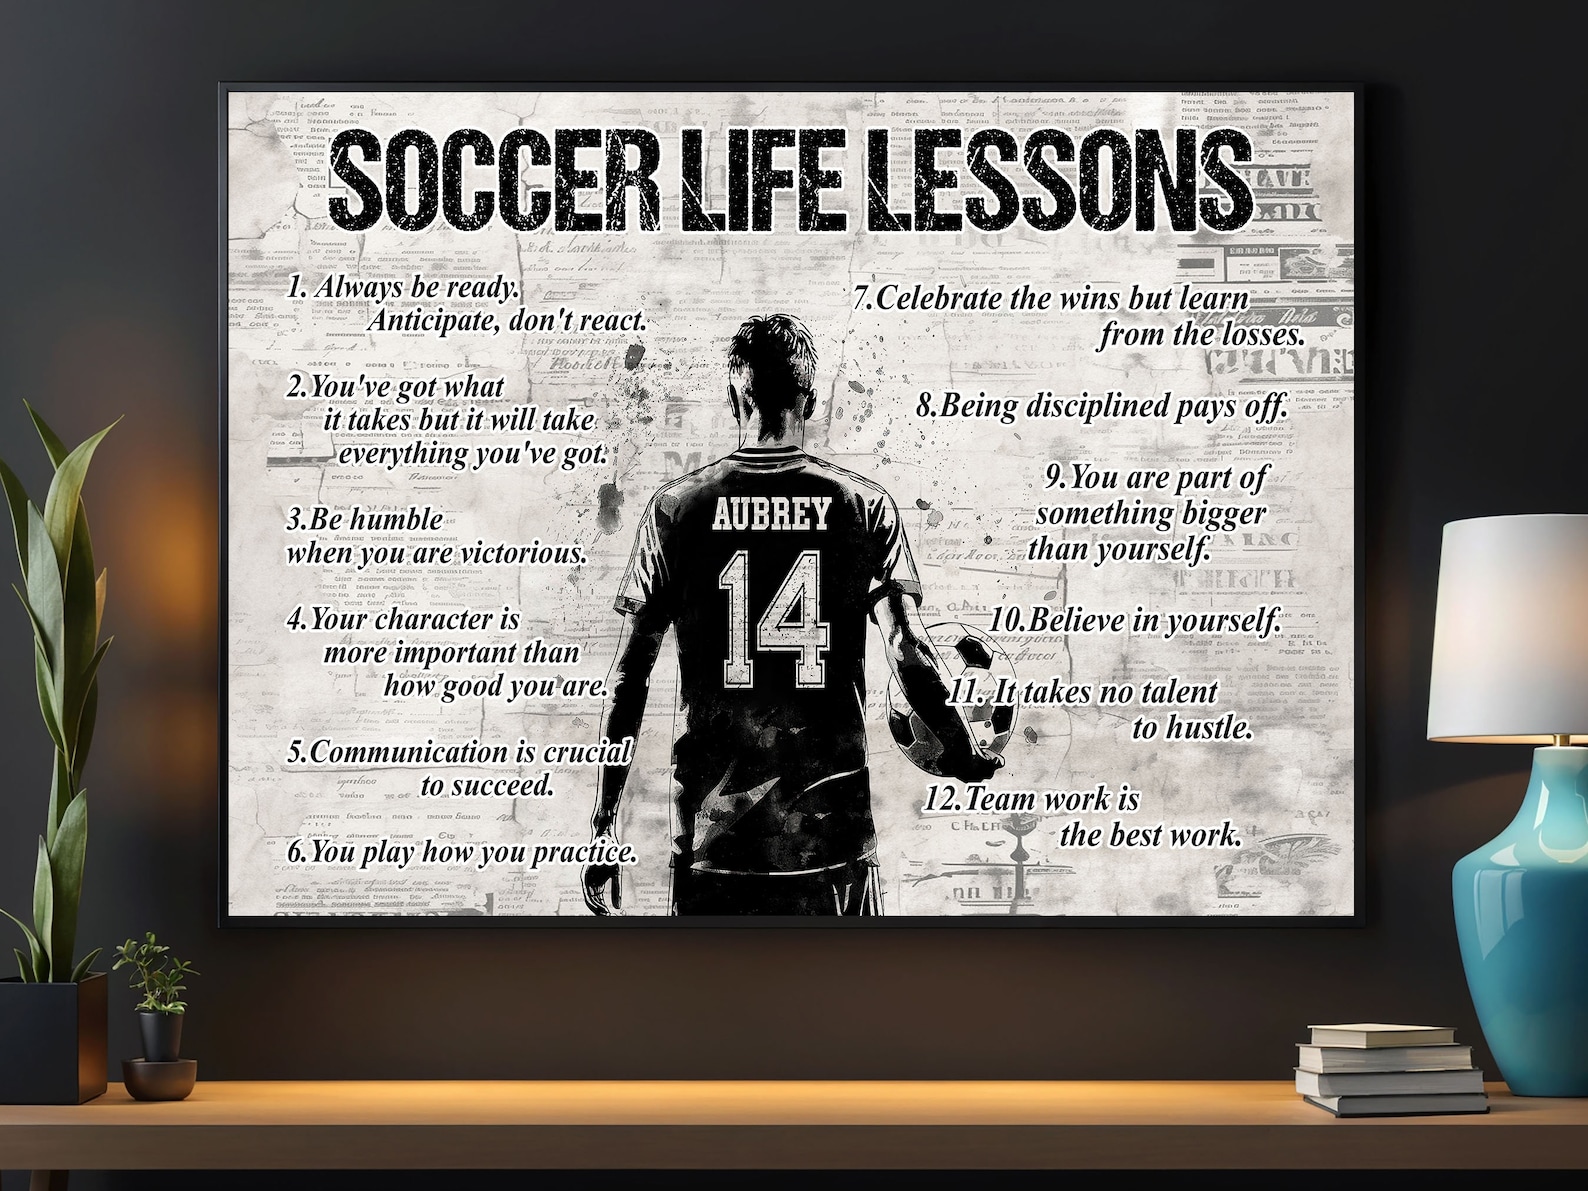 SOCCER LIFE LESSONS
1. Always be ready.
Anticipate, don't react.
2.You've got what
it takes but it will take
everything you've got.
3.Be humble
when you are victorious.
4.Your character is
more important than
how good you are.
5.Communication is crucial
to succeed.
6.You play how you practice.
AUBREY
14
7.Celebrate the wins but learn
from the losses.
8.Being disciplined pays off.
9.You are part of
something bigger
than yourself.
10.Believe in yourself.
11. It takes no talent
to hustle.
12.Team work is
the best work.